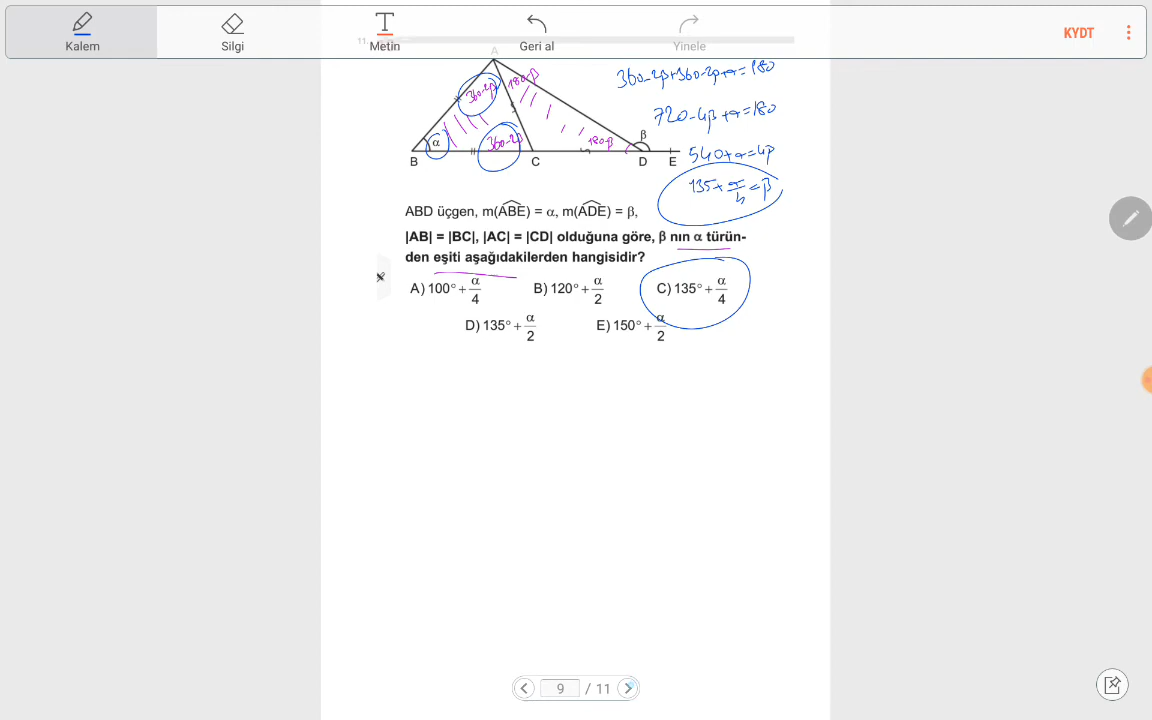 Kalem
Silgi
Metin
Geri al
Yinele
KYDT
11
A
360-2β
180-β
360-2β+360-2β+α=180
720-4β+α=180
540+α=4β
135+α/4=β
α
360-2β
180-β
β
B
C
D
E
ABD üçgen, m(ABE) = α, m(ADE) = β,
|AB| = |BC|, |AC| = |CD| olduğuna göre, β nın α türün-
den eşiti aşağıdakilerden hangisidir?
A) 100° + α/4 B) 120° + α/2 C) 135° + α/4
D) 135° + α/2 E) 150° + α/2
9 / 11